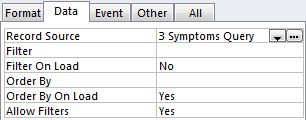 Format Data Event Other All
Record Source 3 Symptoms Query
Filter
Filter On Load No
Order By
Order By On Load Yes
Allow Filters Yes